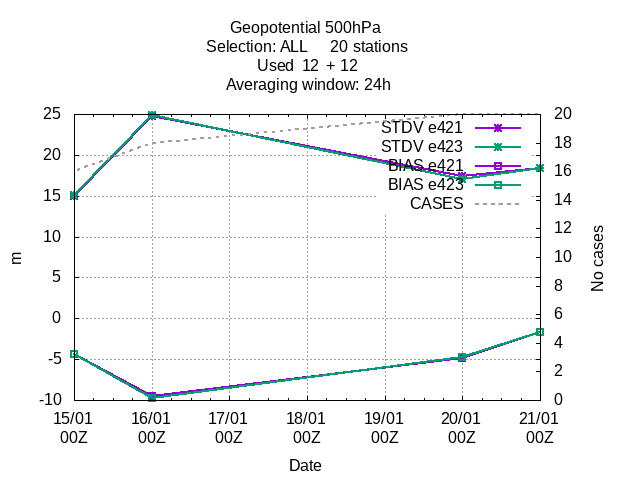 Geopotential 500hPa
Selection: ALL 20 stations
Used 12 + 12
Averaging window: 24h
25
20
15
10
5
0
-5
-10
m
20
18
16
14
12
10
8
6
4
2
0
No cases
STDV e421
STDV e423
BIAS e421
BIAS e423
CASES
15/01 16/01 17/01 18/01 19/01 20/01 21/01
00Z 00Z 00Z 00Z 00Z 00Z 00Z
Date